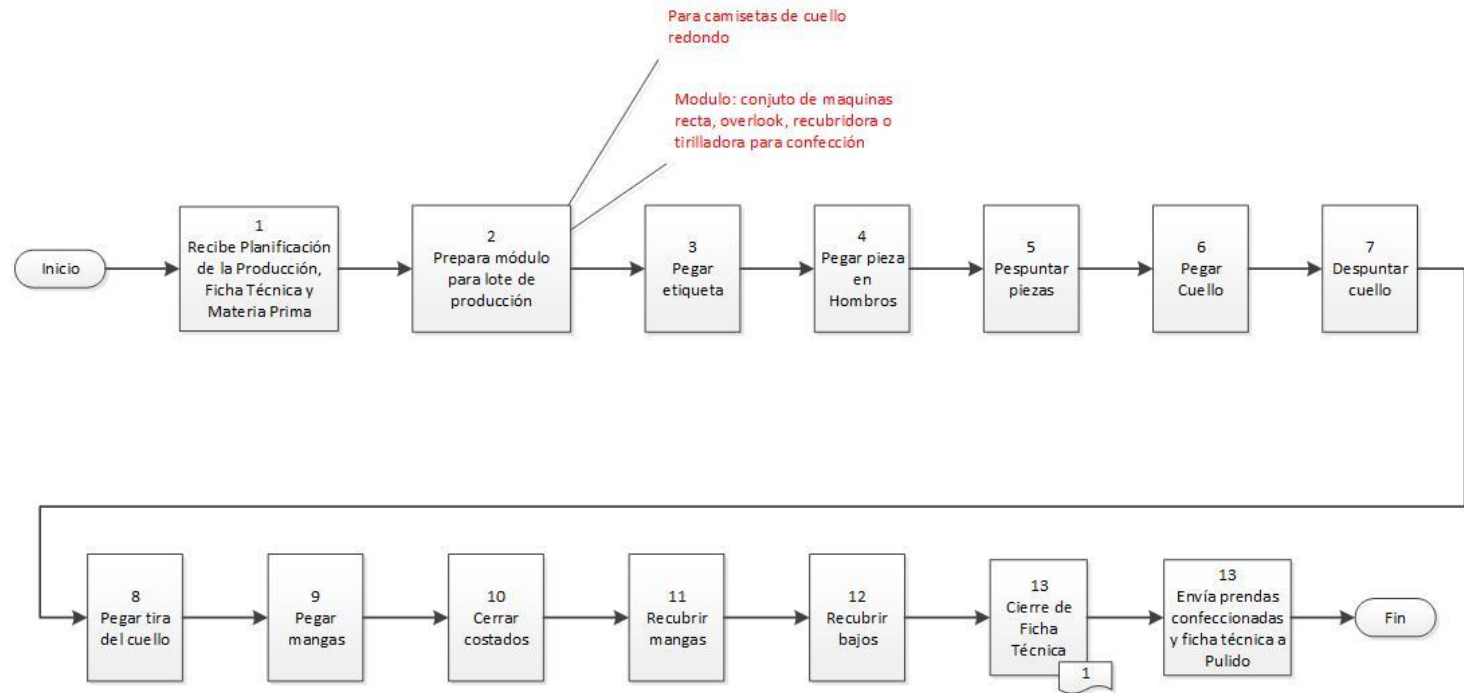 Para camisetas de cuello
redondo
Modulo: conjuto de maquinas
recta, overlook, recubridora o
tirilladora para confección
Inicio
1
Recibe Planificación
de la Producción,
Ficha Técnica y
Materia Prima
2
Prepara módulo
para lote de
producción
3
Pegar
etiqueta
4
Pegar pieza
en
Hombros
5
Pespuntar
piezas
6
Pegar
Cuello
7
Despuntar
cuello
8
Pegar tira
del cuello
9
Pegar
mangas
10
Cerrar
costados
11
Recubrir
mangas
12
Recubrir
bajos
13
Cierre de
Ficha
Técnica
1
13
Envía prendas
confeccionadas
y ficha técnica a
Pulido
Fin